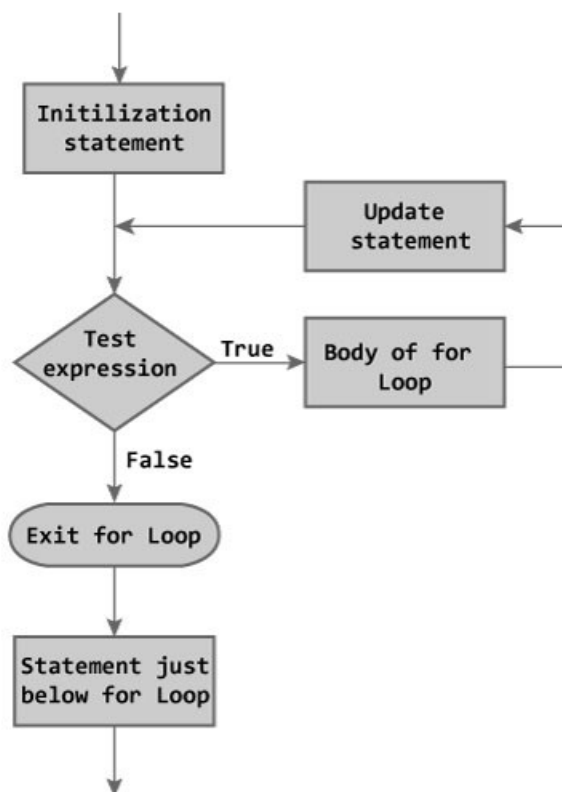 Initilization
statement
Update
statement
Test
expression
True
Body of for
Loop
False
Exit for Loop
Statement just
below for Loop